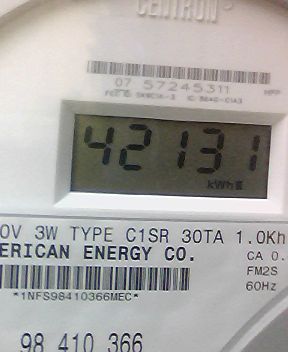 CENTRON
07 57245311
42131
kWh
0V 3W TYPE C1SR 30TA 1.0Kh
ERICAN ENERGY CO.
CA 0.
FM2S
*1NFS98410366MEC*
60Hz
98 410 366